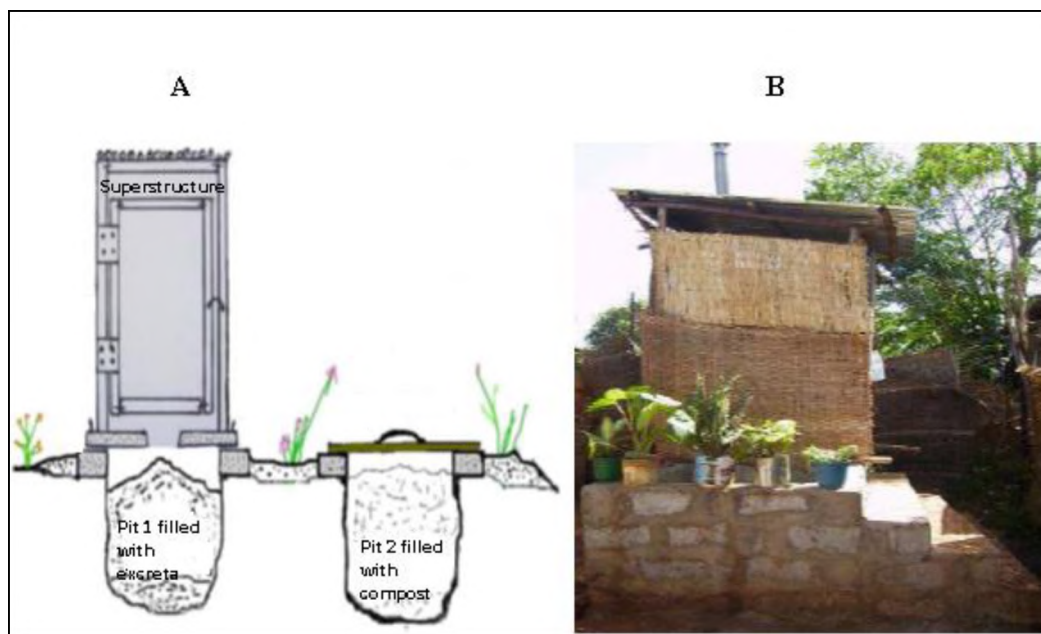 A
B
Superstructure
Pit 1 filled
with
excreta
Pit 2 filled
with
compost